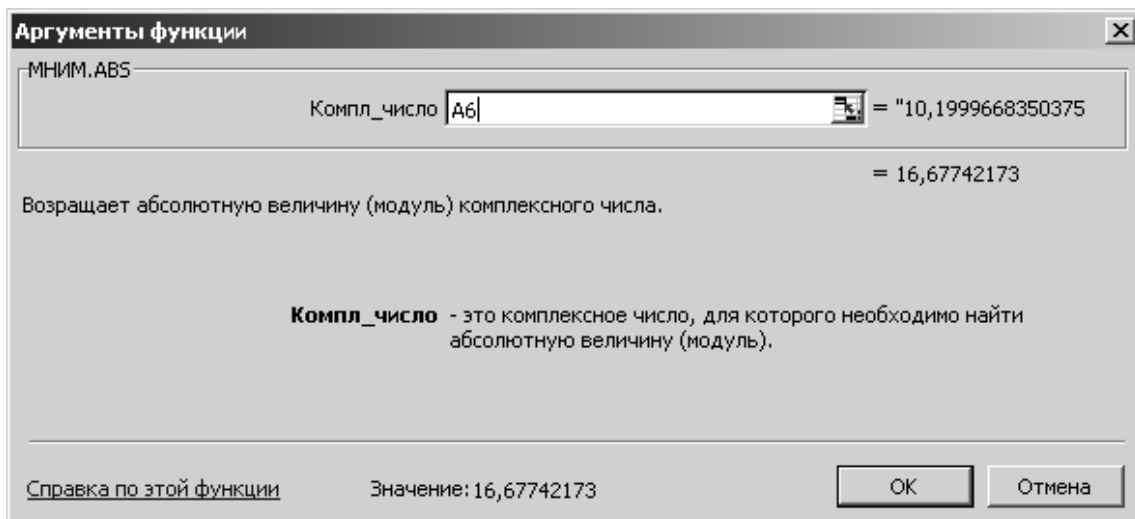 Аргументы функции
МНИМ.ABS
Компл_число A6 = "10,1999668350375
= 16,67742173
Возращает абсолютную величину (модуль) комплексного числа.
Компл_число - это комплексное число, для которого необходимо найти
абсолютную величину (модуль).
Справка по этой функции Значение: 16,67742173 OK Отмена